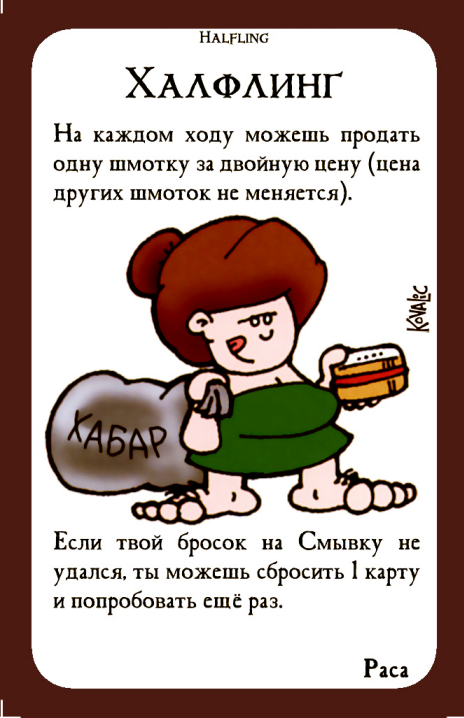 Halfling
Халфлинг
На каждом ходу можешь продать
одну шмотку за двойную цену (цена
других шмоток не меняется).
Kovalic
ХАБАР
Если твой бросок на Смывку не
удался, ты можешь сбросить 1 карту
и попробовать ещё раз.
Раса